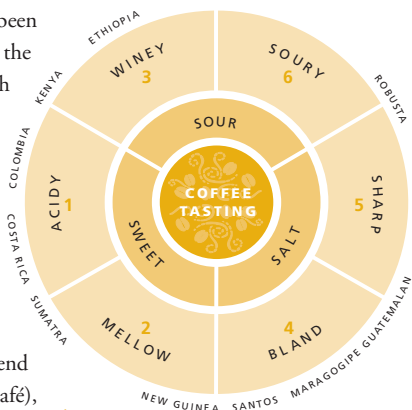 been
the
h
end
afé),
COFFEE
TASTING
SOUR
SALT
SWEET
ACIDY 1
MELLOW 2
WINEY 3
BLAND 4
SHARP 5
SOURY 6
ETHIOPIA
KENYA
COLOMBIA
COSTA RICA
SUMATRA
NEW GUINEA
SANTOS
MARAGOGIPE
GUATEMALAN
ROBUSTA